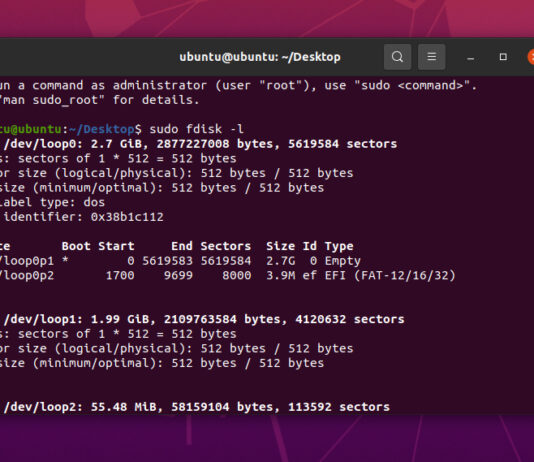 ubuntu@ubuntu: ~/Desktop
un a command as administrator (user "root"), use "sudo <command>".
"man sudo_root" for details.
tu@ubuntu:~/Desktop$ sudo fdisk -l
/dev/loop0: 2.7 GiB, 2877227008 bytes, 5619584 sectors
s: sectors of 1 * 512 = 512 bytes
or size (logical/physical): 512 bytes / 512 bytes
size (minimum/optimal): 512 bytes / 512 bytes
label type: dos
identifier: 0x38b1c112
ce Boot Start End Sectors Size Id Type
/loop0p1 * 0 5619583 5619584 2.7G 0 Empty
/loop0p2 1700 9699 8000 3.9M ef EFI (FAT-12/16/32)
/dev/loop1: 1.99 GiB, 2109763584 bytes, 4120632 sectors
s: sectors of 1 * 512 = 512 bytes
or size (logical/physical): 512 bytes / 512 bytes
size (minimum/optimal): 512 bytes / 512 bytes
/dev/loop2: 55.48 MiB, 58159104 bytes, 113592 sectors